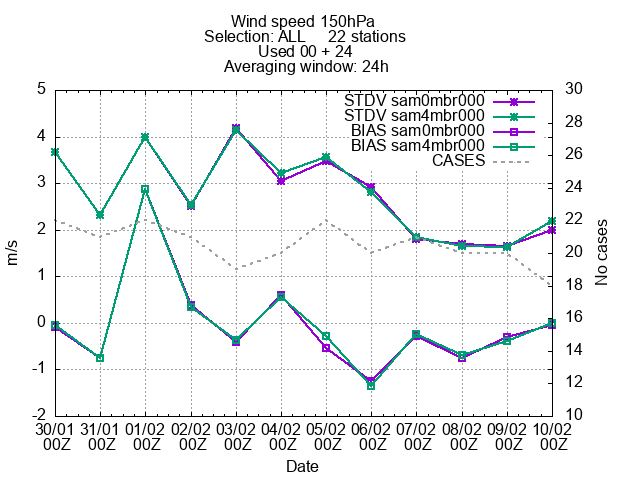 Wind speed 150hPa
Selection: ALL 22 stations
Used 00 + 24
Averaging window: 24h
STDV sam0mbr000
STDV sam4mbr000
BIAS sam0mbr000
BIAS sam4mbr000
CASES
5
4
3
2
1
0
-1
-2
m/s
30
28
26
24
22
20
18
16
14
12
10
No cases
30/01 31/01 01/02 02/02 03/02 04/02 05/02 06/02 07/02 08/02 09/02 10/02
00Z 00Z 00Z 00Z 00Z 00Z 00Z 00Z 00Z 00Z 00Z 00Z
Date